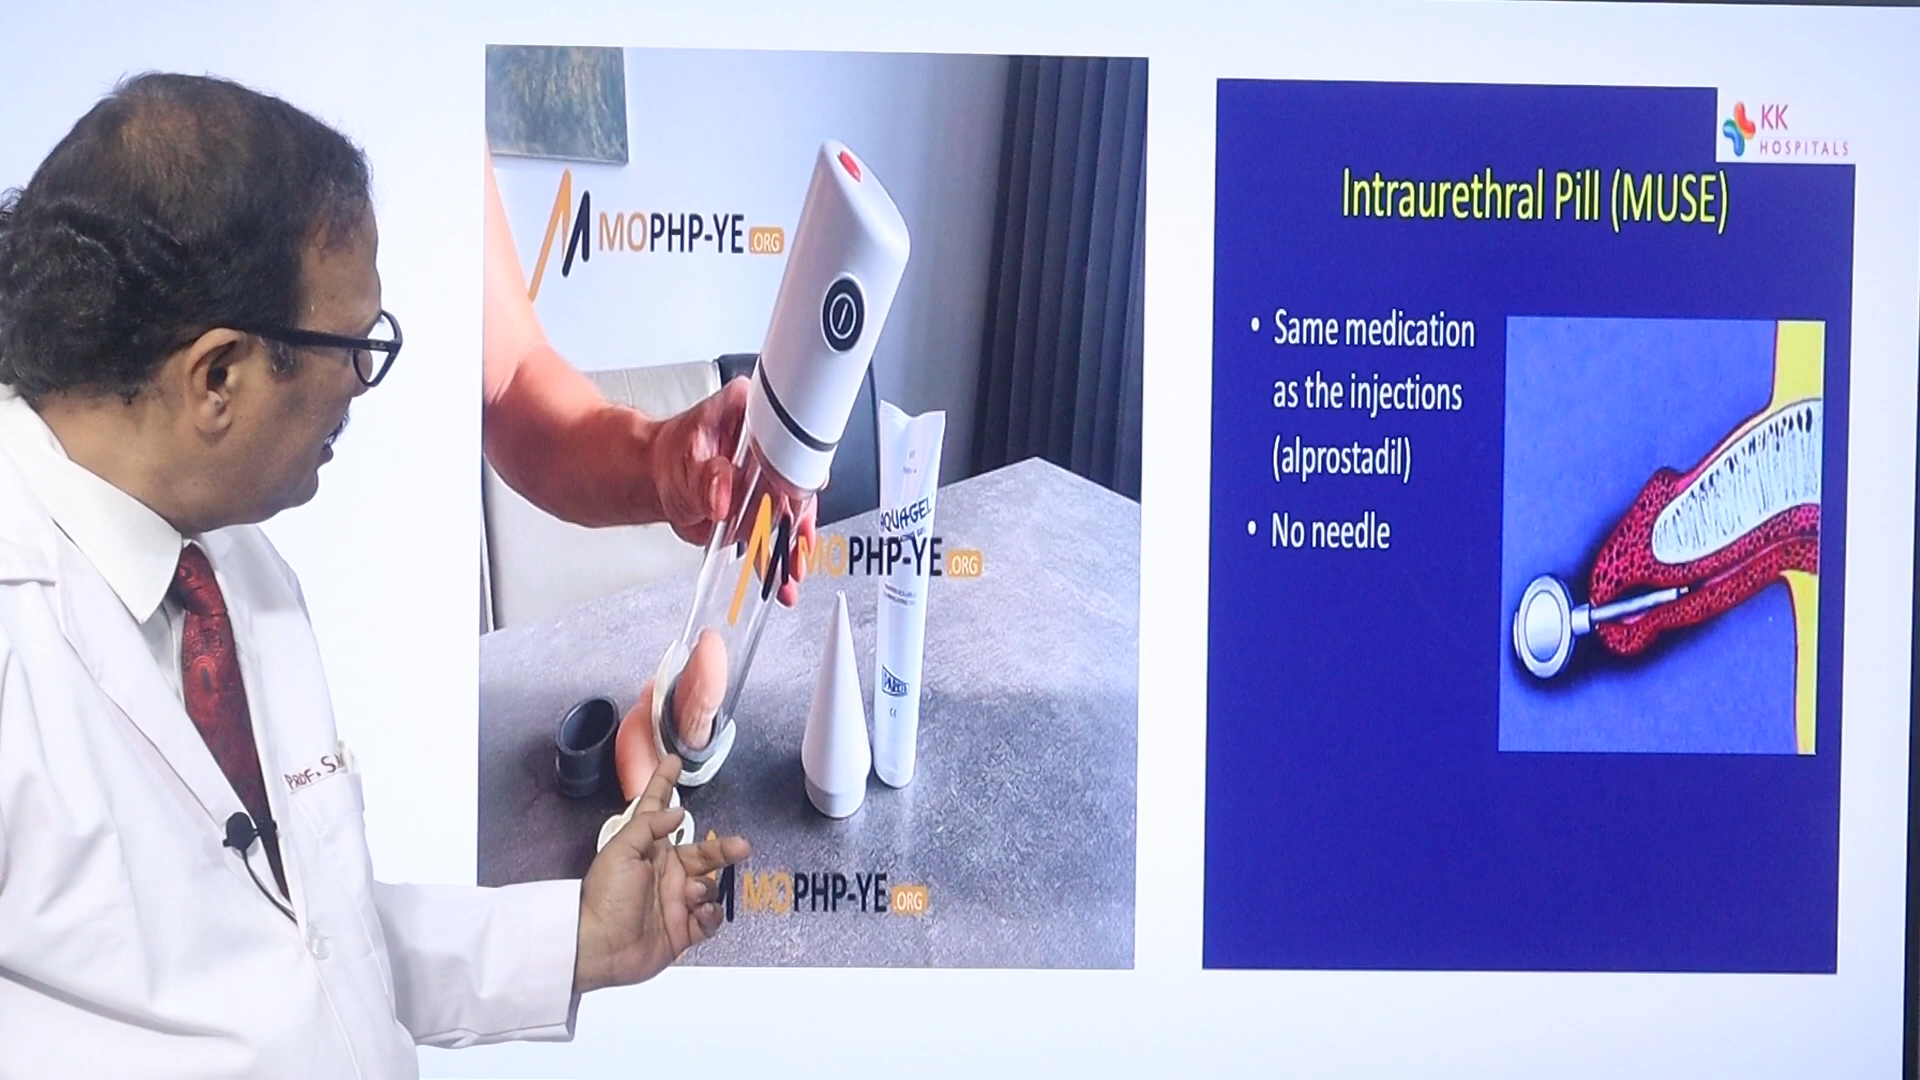 MOPHP-YE.ORG
AQUAGEL
MOPHP-YE.ORG
MOPHP-YE.ORG
PROF. S
KK
HOSPITALS
Intraurethral Pill (MUSE)
• Same medication
as the injections
(alprostadil)
• No needle